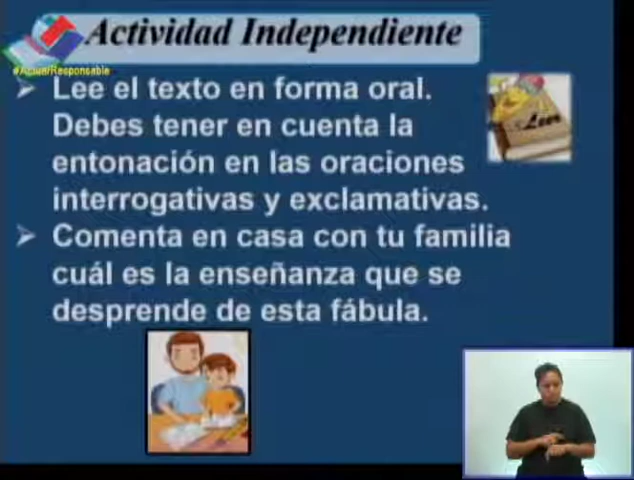 Actividad Independiente
#ActuarResponsable
➢ Lee el texto en forma oral.
Debes tener en cuenta la
entonación en las oraciones
interrogativas y exclamativas.
➢ Comenta en casa con tu familia
cuál es la enseñanza que se
desprende de esta fábula.
Leer